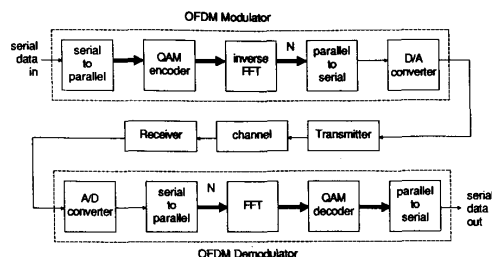 OFDM Modulator
serial
data
in
serial
to
parallel
QAM
encoder
inverse
FFT
N
parallel
to
serial
D/A
converter
Receiver
channel
Transmitter
A/D
converter
serial
to
parallel
N
FFT
QAM
decoder
parallel
to
serial
serial
data
out
OFDM Demodulator